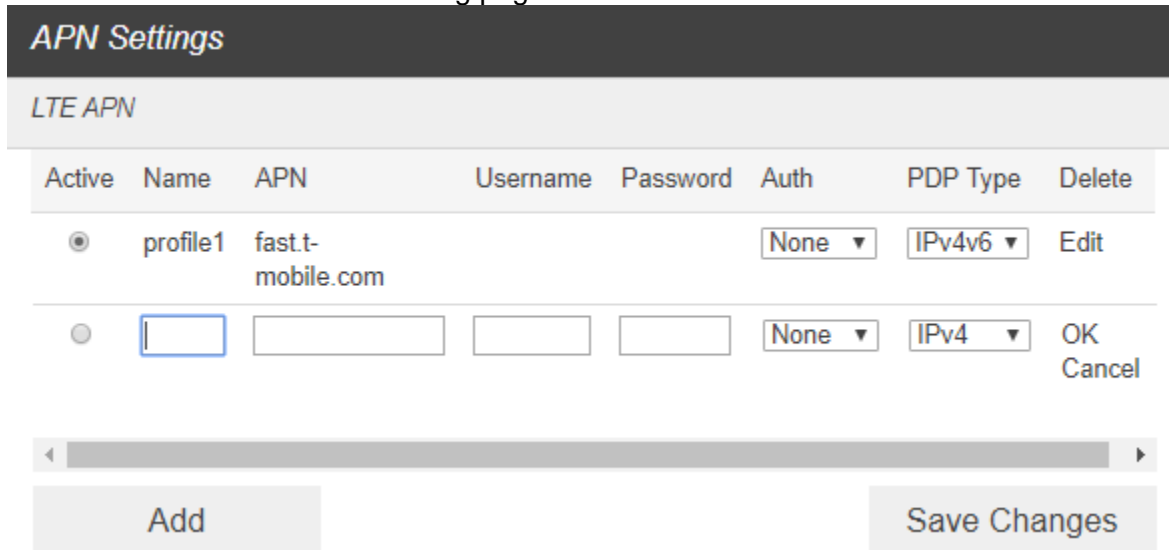 APN Settings
LTE APN
Active Name APN Username Password Auth PDP Type Delete
profile1 fast.t- None IPv4v6 Edit
mobile.com
None IPv4 OK
Cancel
Add Save Changes